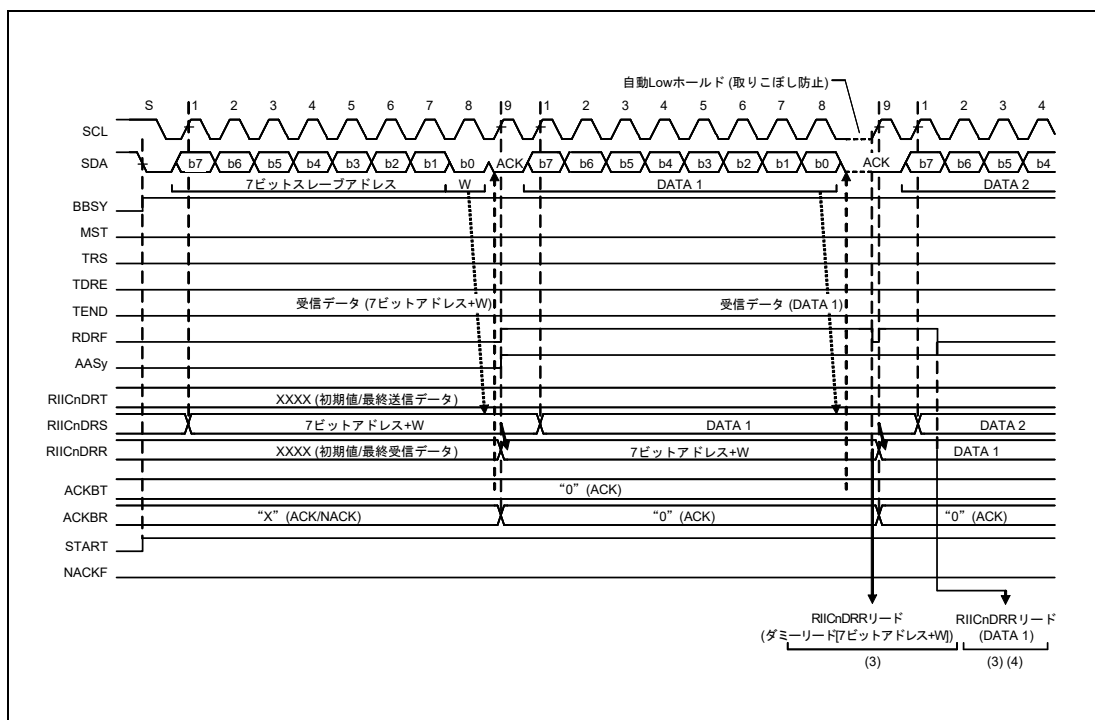 自動Lowホールド (取りこぼし防止)
S 1 2 3 4 5 6 7 8 9 1 2 3 4 5 6 7 8 9 1 2 3 4
SCL
SDA b7 b6 b5 b4 b3 b2 b1 b0 ACK b7 b6 b5 b4 b3 b2 b1 b0 ACK b7 b6 b5 b4
7ビットスレーブアドレス W DATA 1 DATA 2
BBSY
MST
TRS
TDRE
TEND 受信データ (7ビットアドレス+W) 受信データ (DATA 1)
RDRF
AASy
RIICnDRT XXXX (初期値/最終送信データ)
RIICnDRS 7ビットアドレス+W DATA 1 DATA 2
RIICnDRR XXXX (初期値/最終受信データ) 7ビットアドレス+W DATA 1
ACKBT “0” (ACK)
ACKBR “X” (ACK/NACK) “0” (ACK) “0” (ACK)
START
NACKF
RIICnDRRリード RIICnDRRリード
(ダミーリード[7ビットアドレス+W]) (DATA 1)
(3) (3) (4)